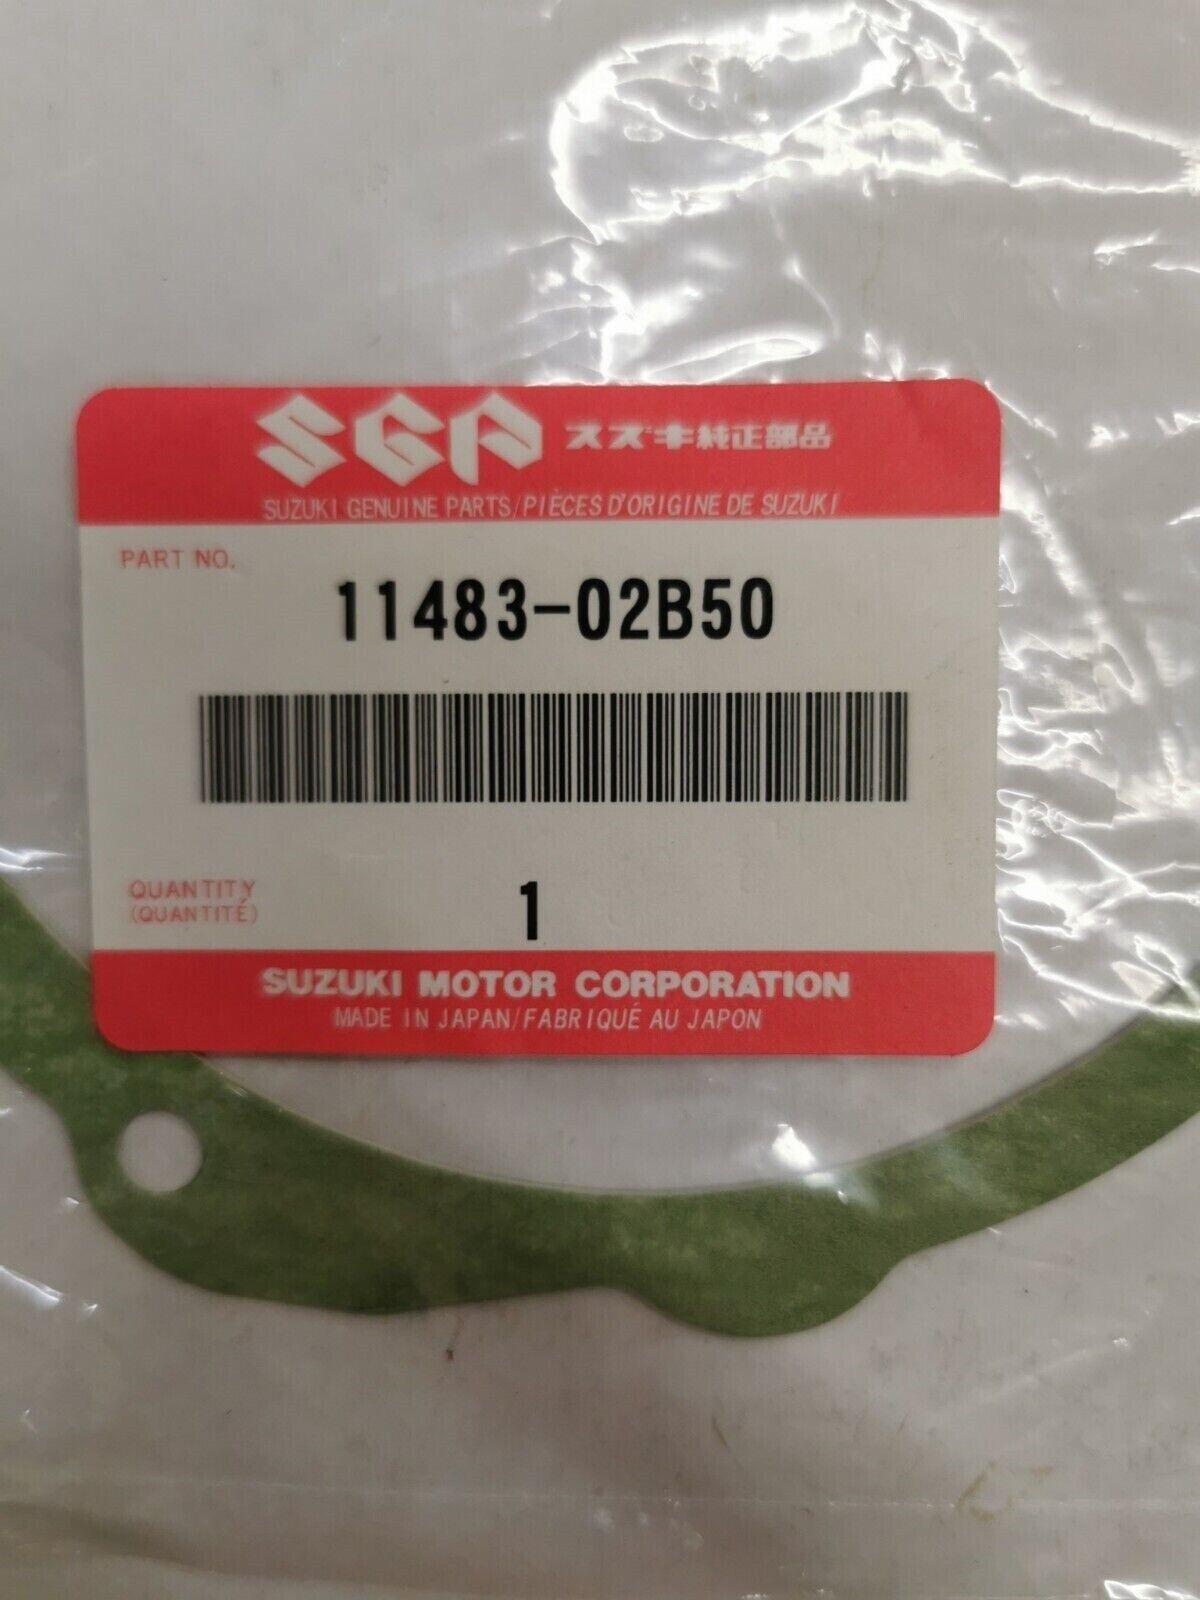 SGP スズキ純正部品
SUZUKI GENUINE PARTS/PIÈCES D'ORIGINE DE SUZUKI
PART NO.
11483-02B50
QUANTITY
(QUANTITÉ)
1
SUZUKI MOTOR CORPORATION
MADE IN JAPAN/FABRIQUÉ AU JAPON